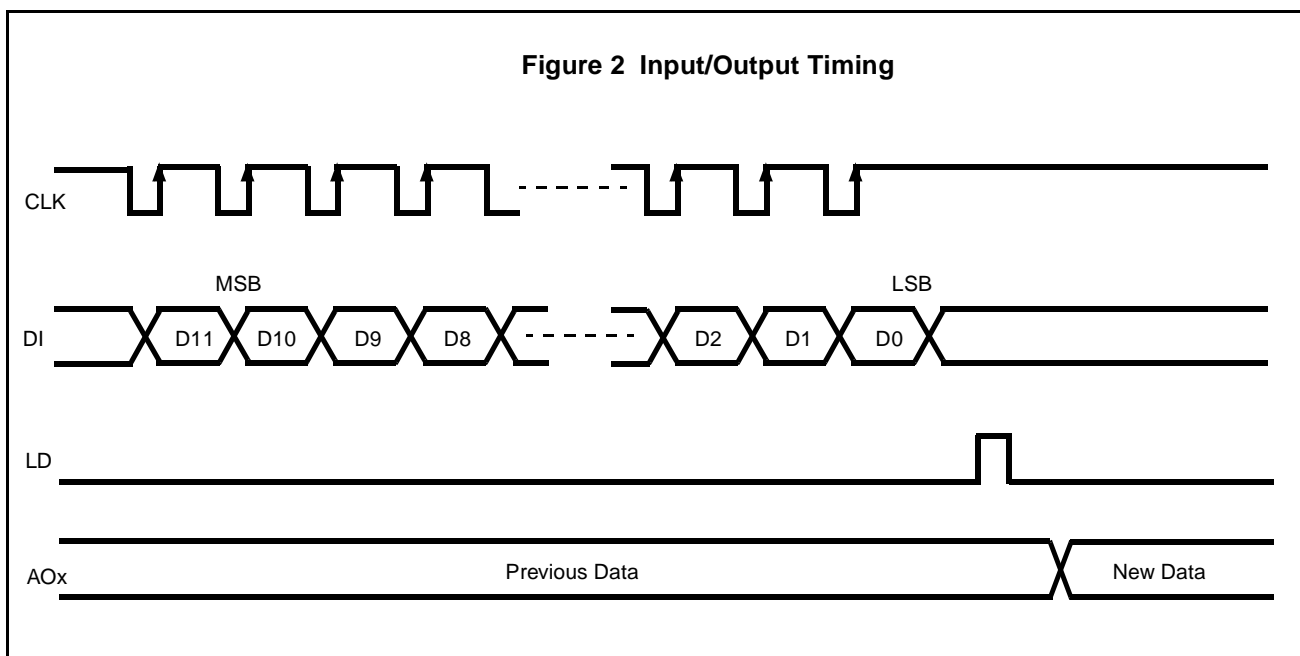 Figure 2 Input/Output Timing
CLK
MSB
LSB
DI
D11
D10
D9
D8
D2
D1
D0
LD
AOx
Previous Data
New Data